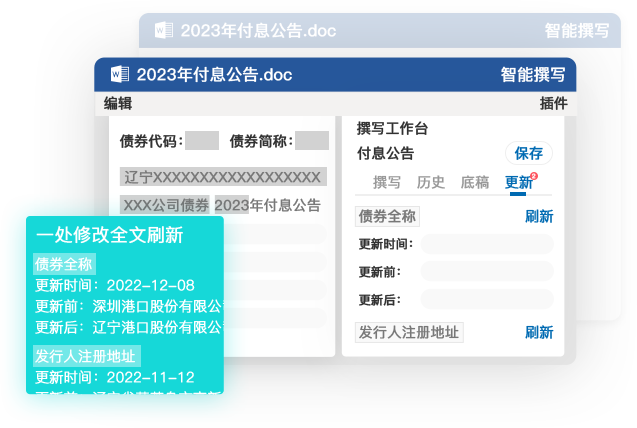 2023年付息公告.doc 智能撰写
2023年付息公告.doc 智能撰写
编辑 插件
债券代码： 债券简称：
辽宁XXXXXXXXXXXXXXXXXX
XXX公司债券 2023年付息公告
撰写工作台
付息公告 保存
撰写 历史 底稿 更新 2
债券全称 刷新
更新时间：
更新前：
更新后：
发行人注册地址 刷新
一处修改全文刷新
债券全称
更新时间：2022-12-08
更新前：深圳港口股份有限公
更新后：辽宁港口股份有限公
发行人注册地址
更新时间：2022-11-12